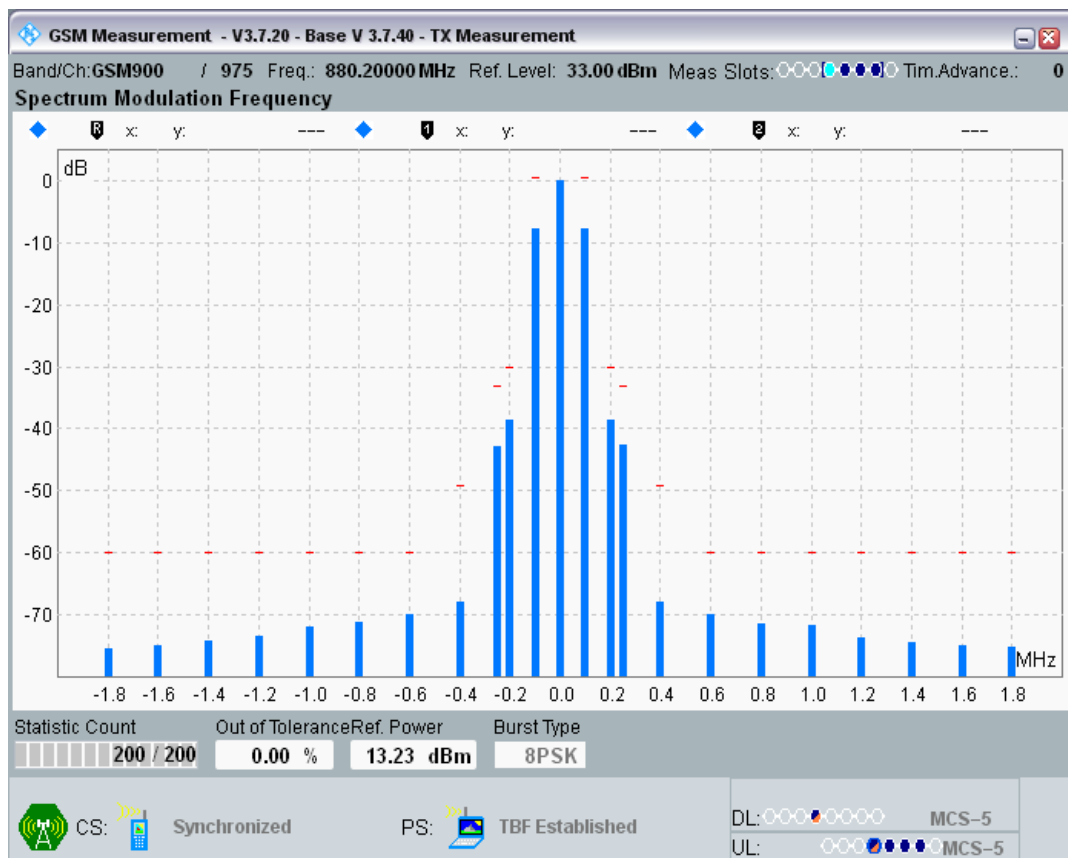 GSM Measurement - V3.7.20 - Base V 3.7.40 - TX Measurement
Band/Ch:GSM900 / 975 Freq.: 880.20000 MHz Ref. Level: 33.00 dBm Meas Slots: Tim.Advance.: 0
Spectrum Modulation Frequency
R x: y: --- 1 x: y: --- 2 x: y: ---
dB
0
-10
-20
-30
-40
-50
-60
-70
MHz
-1.8 -1.6 -1.4 -1.2 -1.0 -0.8 -0.6 -0.4 -0.2 0.0 0.2 0.4 0.6 0.8 1.0 1.2 1.4 1.6 1.8
Statistic Count Out of Tolerance Ref. Power Burst Type
200 / 200 0.00 % 13.23 dBm 8PSK
CS: Synchronized PS: TBF Established
DL: MCS-5
UL: MCS-5